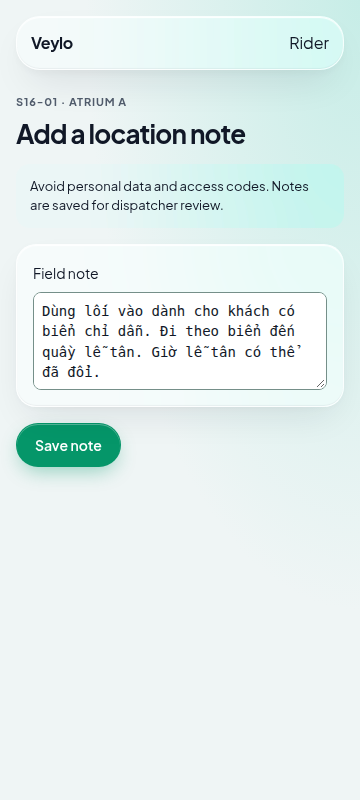 Veylo
Rider
S16-01 · ATRIUM A
Add a location note
Avoid personal data and access codes. Notes
are saved for dispatcher review.
Field note
Dùng lối vào dành cho khách có
biển chỉ dẫn. Đi theo biển đến
quầy lễ tân. Giờ lễ tân có thể
đã đổi.
Save note